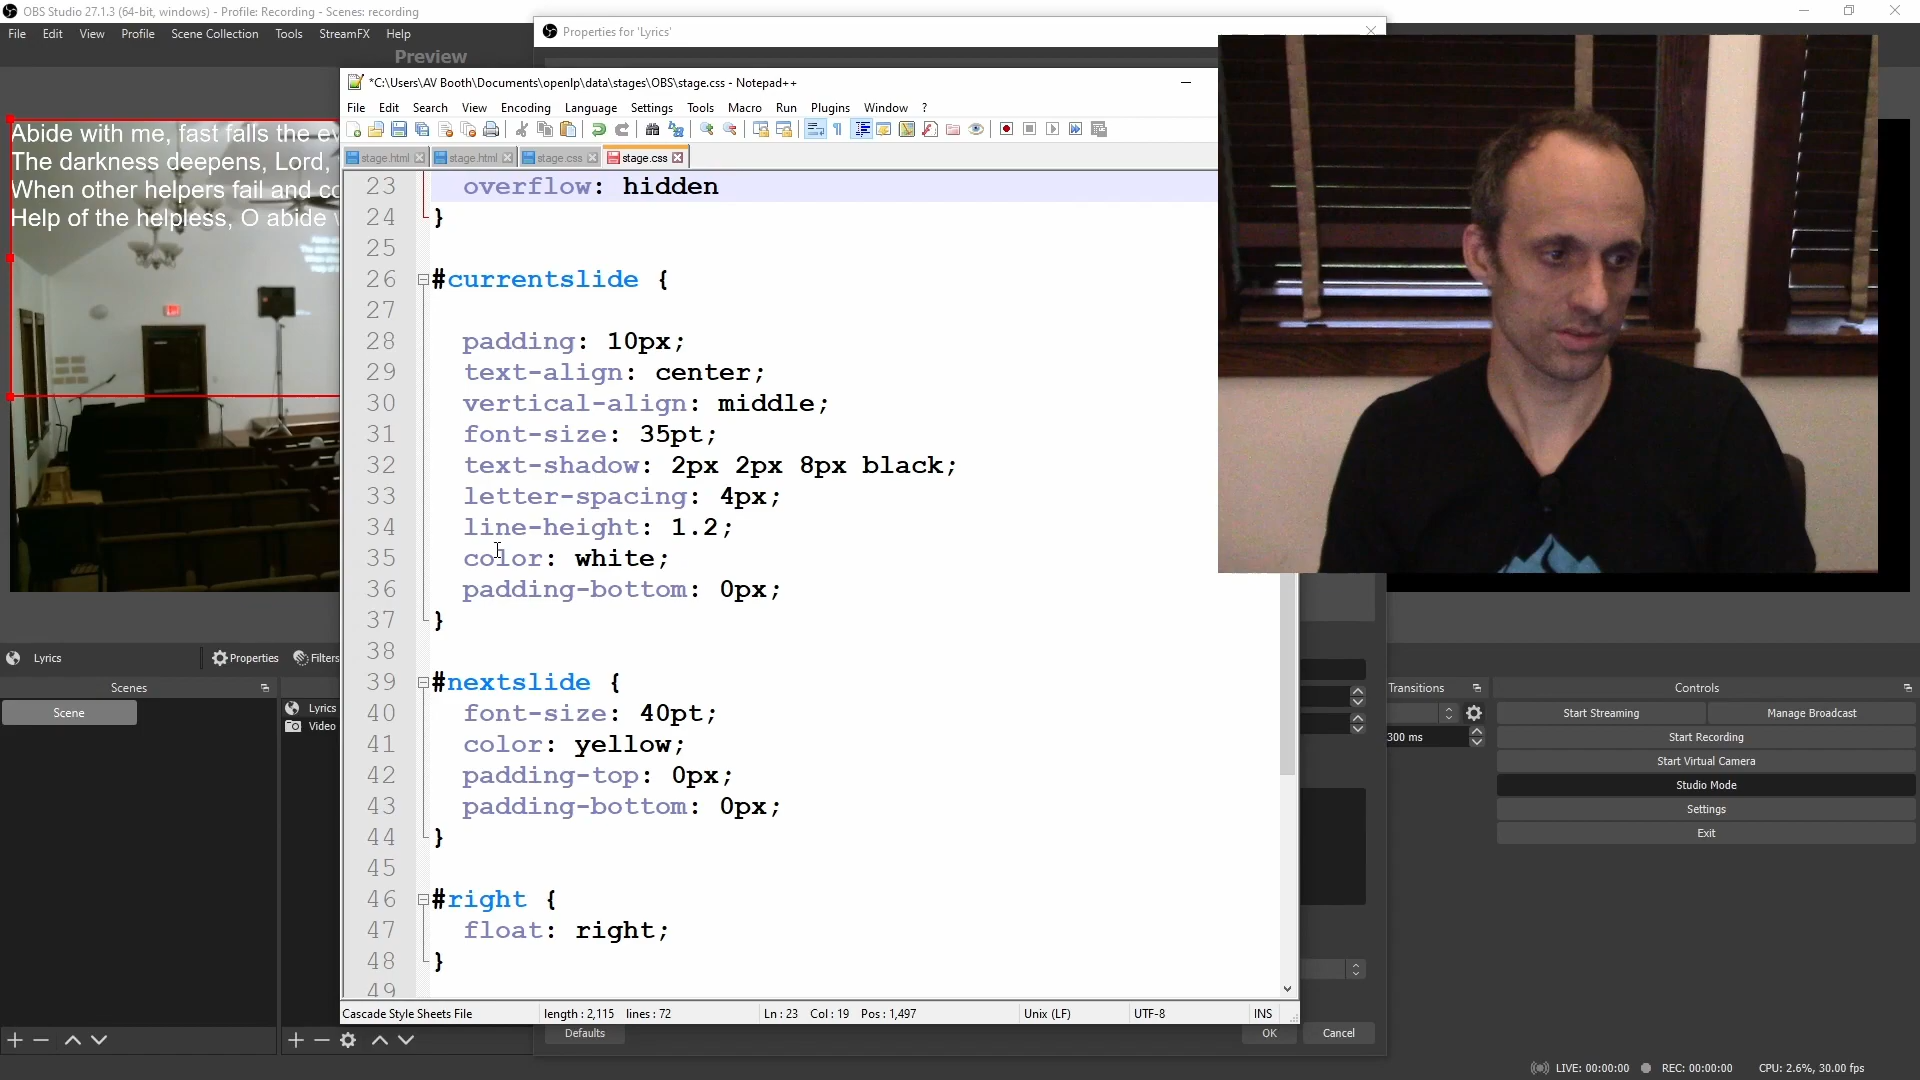 OBS Studio 27.1.3 (64-bit, windows) - Profile: Recording - Scenes: recording
File Edit View Profile Scene Collection Tools StreamFX Help
Preview
Properties for 'Lyrics'
*C:\Users\AV Booth\Documents\openlp\data\stages\OBS\stage.css - Notepad++
File Edit Search View Encoding Language Settings Tools Macro Run Plugins Window ?
stage.html stage.html stage.css stage.css
Abide with me, fast falls the
The darkness deepens, Lord,
When other helpers fail and
Help of the helpless, O abide
23 overflow: hidden
24 }
25
26 #currentslide {
27
28 padding: 10px;
29 text-align: center;
30 vertical-align: middle;
31 font-size: 35pt;
32 text-shadow: 2px 2px 8px black;
33 letter-spacing: 4px;
34 line-height: 1.2;
35 color: white;
36 padding-bottom: 0px;
37 }
38
39 #nextslide {
40 font-size: 40pt;
41 color: yellow;
42 padding-top: 0px;
43 padding-bottom: 0px;
44 }
45
46 #right {
47 float: right;
48 }
49
Cascade Style Sheets File length : 2,115 lines : 72 Ln : 23 Col : 19 Pos : 1,497 Unix (LF) UTF-8 INS
Defaults OK Cancel
Lyrics Properties Filters
Scenes
Scene
Lyrics
Video
Transitions
300 ms
Controls
Start Streaming Manage Broadcast
Start Recording
Start Virtual Camera
Studio Mode
Settings
Exit
LIVE: 00:00:00 REC: 00:00:00 CPU: 2.6%, 30.00 fps